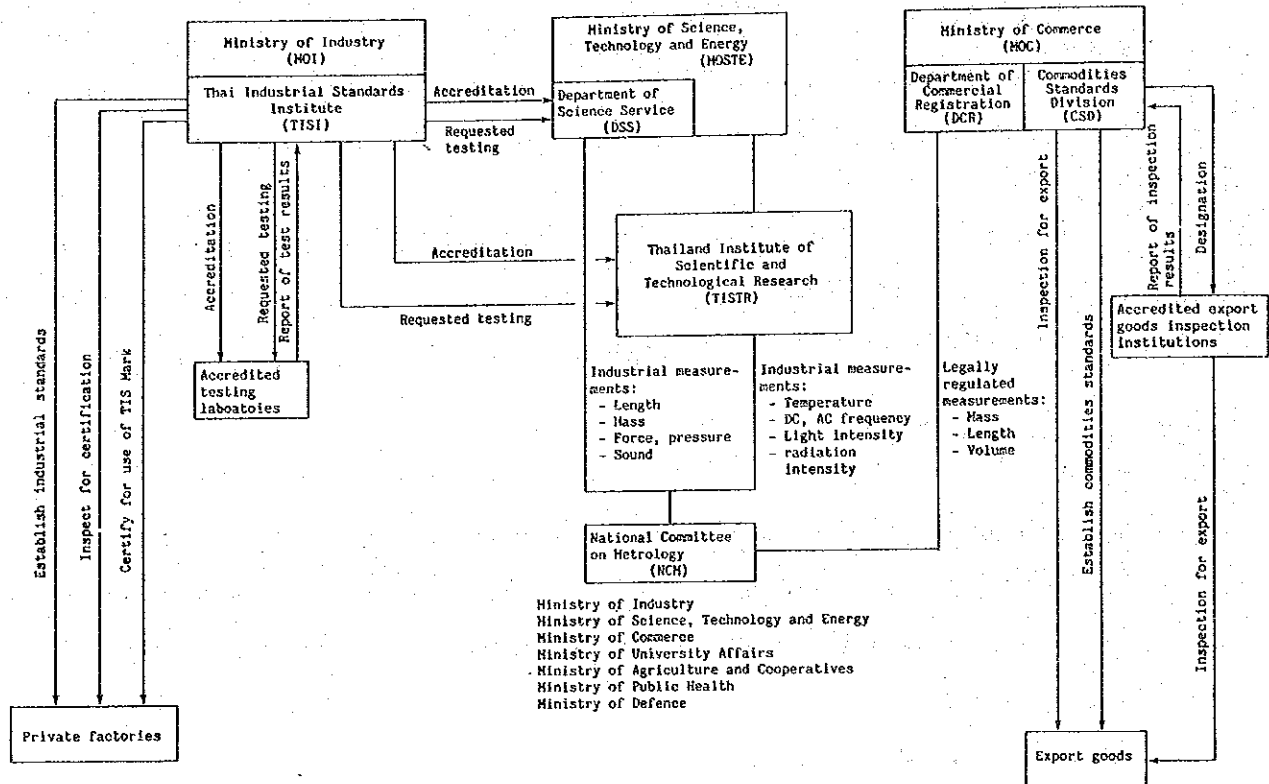 Ministry of Industry
(MOI)
Thai Industrial Standards
Institute
(TISI)
Ministry of Science,
Technology and Energy
(MOSTE)
Department of
Science Service
(DSS)
Ministry of Commerce
(MOC)
Department of
Commercial
Registration
(DCR)
Commodities
Standards
Division
(CSD)
Accreditation
Requested
testing
Accreditation
Requested testing
Report of test results
Accreditation
Requested testing
Thailand Institute of
Scientific and
Technological Research
(TISTR)
Inspection for export
Report of inspection
results
Designation
Accredited export
goods inspection
institutions
Accredited
testing
laboatoies
Industrial measure-
ments:
- Length
- Mass
- Force, pressure
- Sound
Industrial measure-
ments:
- Temperature
- DC, AC frequency
- Light intensity
- radiation
intensity
Legally
regulated
measurements:
- Mass
- Length
- Volume
Establish industrial standards
Inspect for certification
Certify for use of TIS Mark
Establish commodities standards
Inspection for export
National Committee
on Metrology
(NCM)
Ministry of Industry
Ministry of Science, Technology and Energy
Ministry of Commerce
Ministry of University Affairs
Ministry of Agriculture and Cooperatives
Ministry of Public Health
Ministry of Defence
Private factories
Export goods